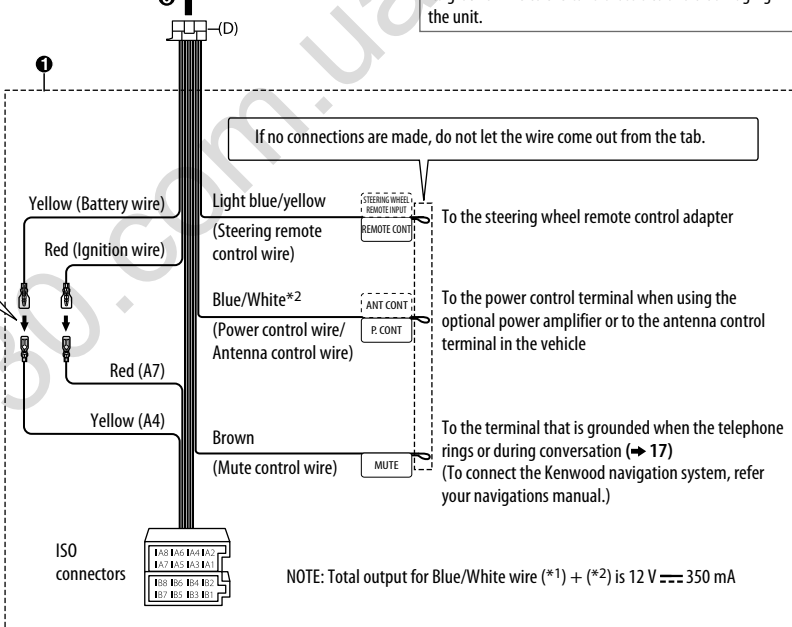 the unit.
(D)
1
If no connections are made, do not let the wire come out from the tab.
Yellow (Battery wire)
Red (Ignition wire)
Light blue/yellow
(Steering remote
control wire)
STEERING WHEEL
REMOTE INPUT
REMOTE CONT
To the steering wheel remote control adapter
Blue/White*2
(Power control wire/
Antenna control wire)
ANT CONT
P. CONT
To the power control terminal when using the
optional power amplifier or to the antenna control
terminal in the vehicle
Red (A7)
Yellow (A4)
Brown
(Mute control wire)
MUTE
To the terminal that is grounded when the telephone
rings or during conversation (➜ 17)
(To connect the Kenwood navigation system, refer
your navigations manual.)
ISO
connectors
A8 A6 A4 A2
A7 A5 A3 A1
B8 B6 B4 B2
B7 B5 B3 B1
NOTE: Total output for Blue/White wire (*1) + (*2) is 12 V ⎓ 350 mA
30.com.ua